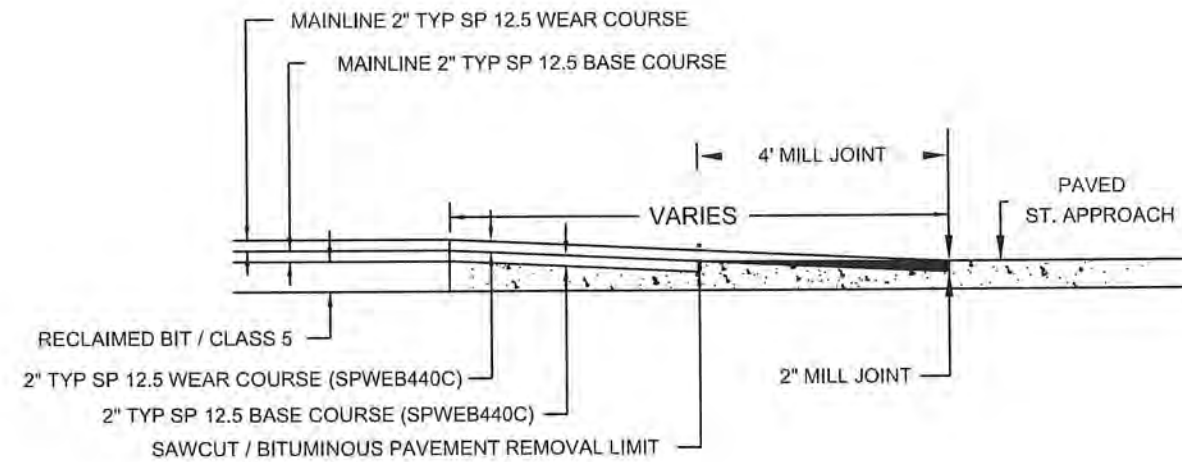 MAINLINE 2" TYP SP 12.5 WEAR COURSE
MAINLINE 2" TYP SP 12.5 BASE COURSE
4' MILL JOINT
PAVED
ST. APPROACH
VARIES
RECLAIMED BIT / CLASS 5
2" TYP SP 12.5 WEAR COURSE (SPWEB440C)
2" MILL JOINT
2" TYP SP 12.5 BASE COURSE (SPWEB440C)
SAWCUT / BITUMINOUS PAVEMENT REMOVAL LIMIT